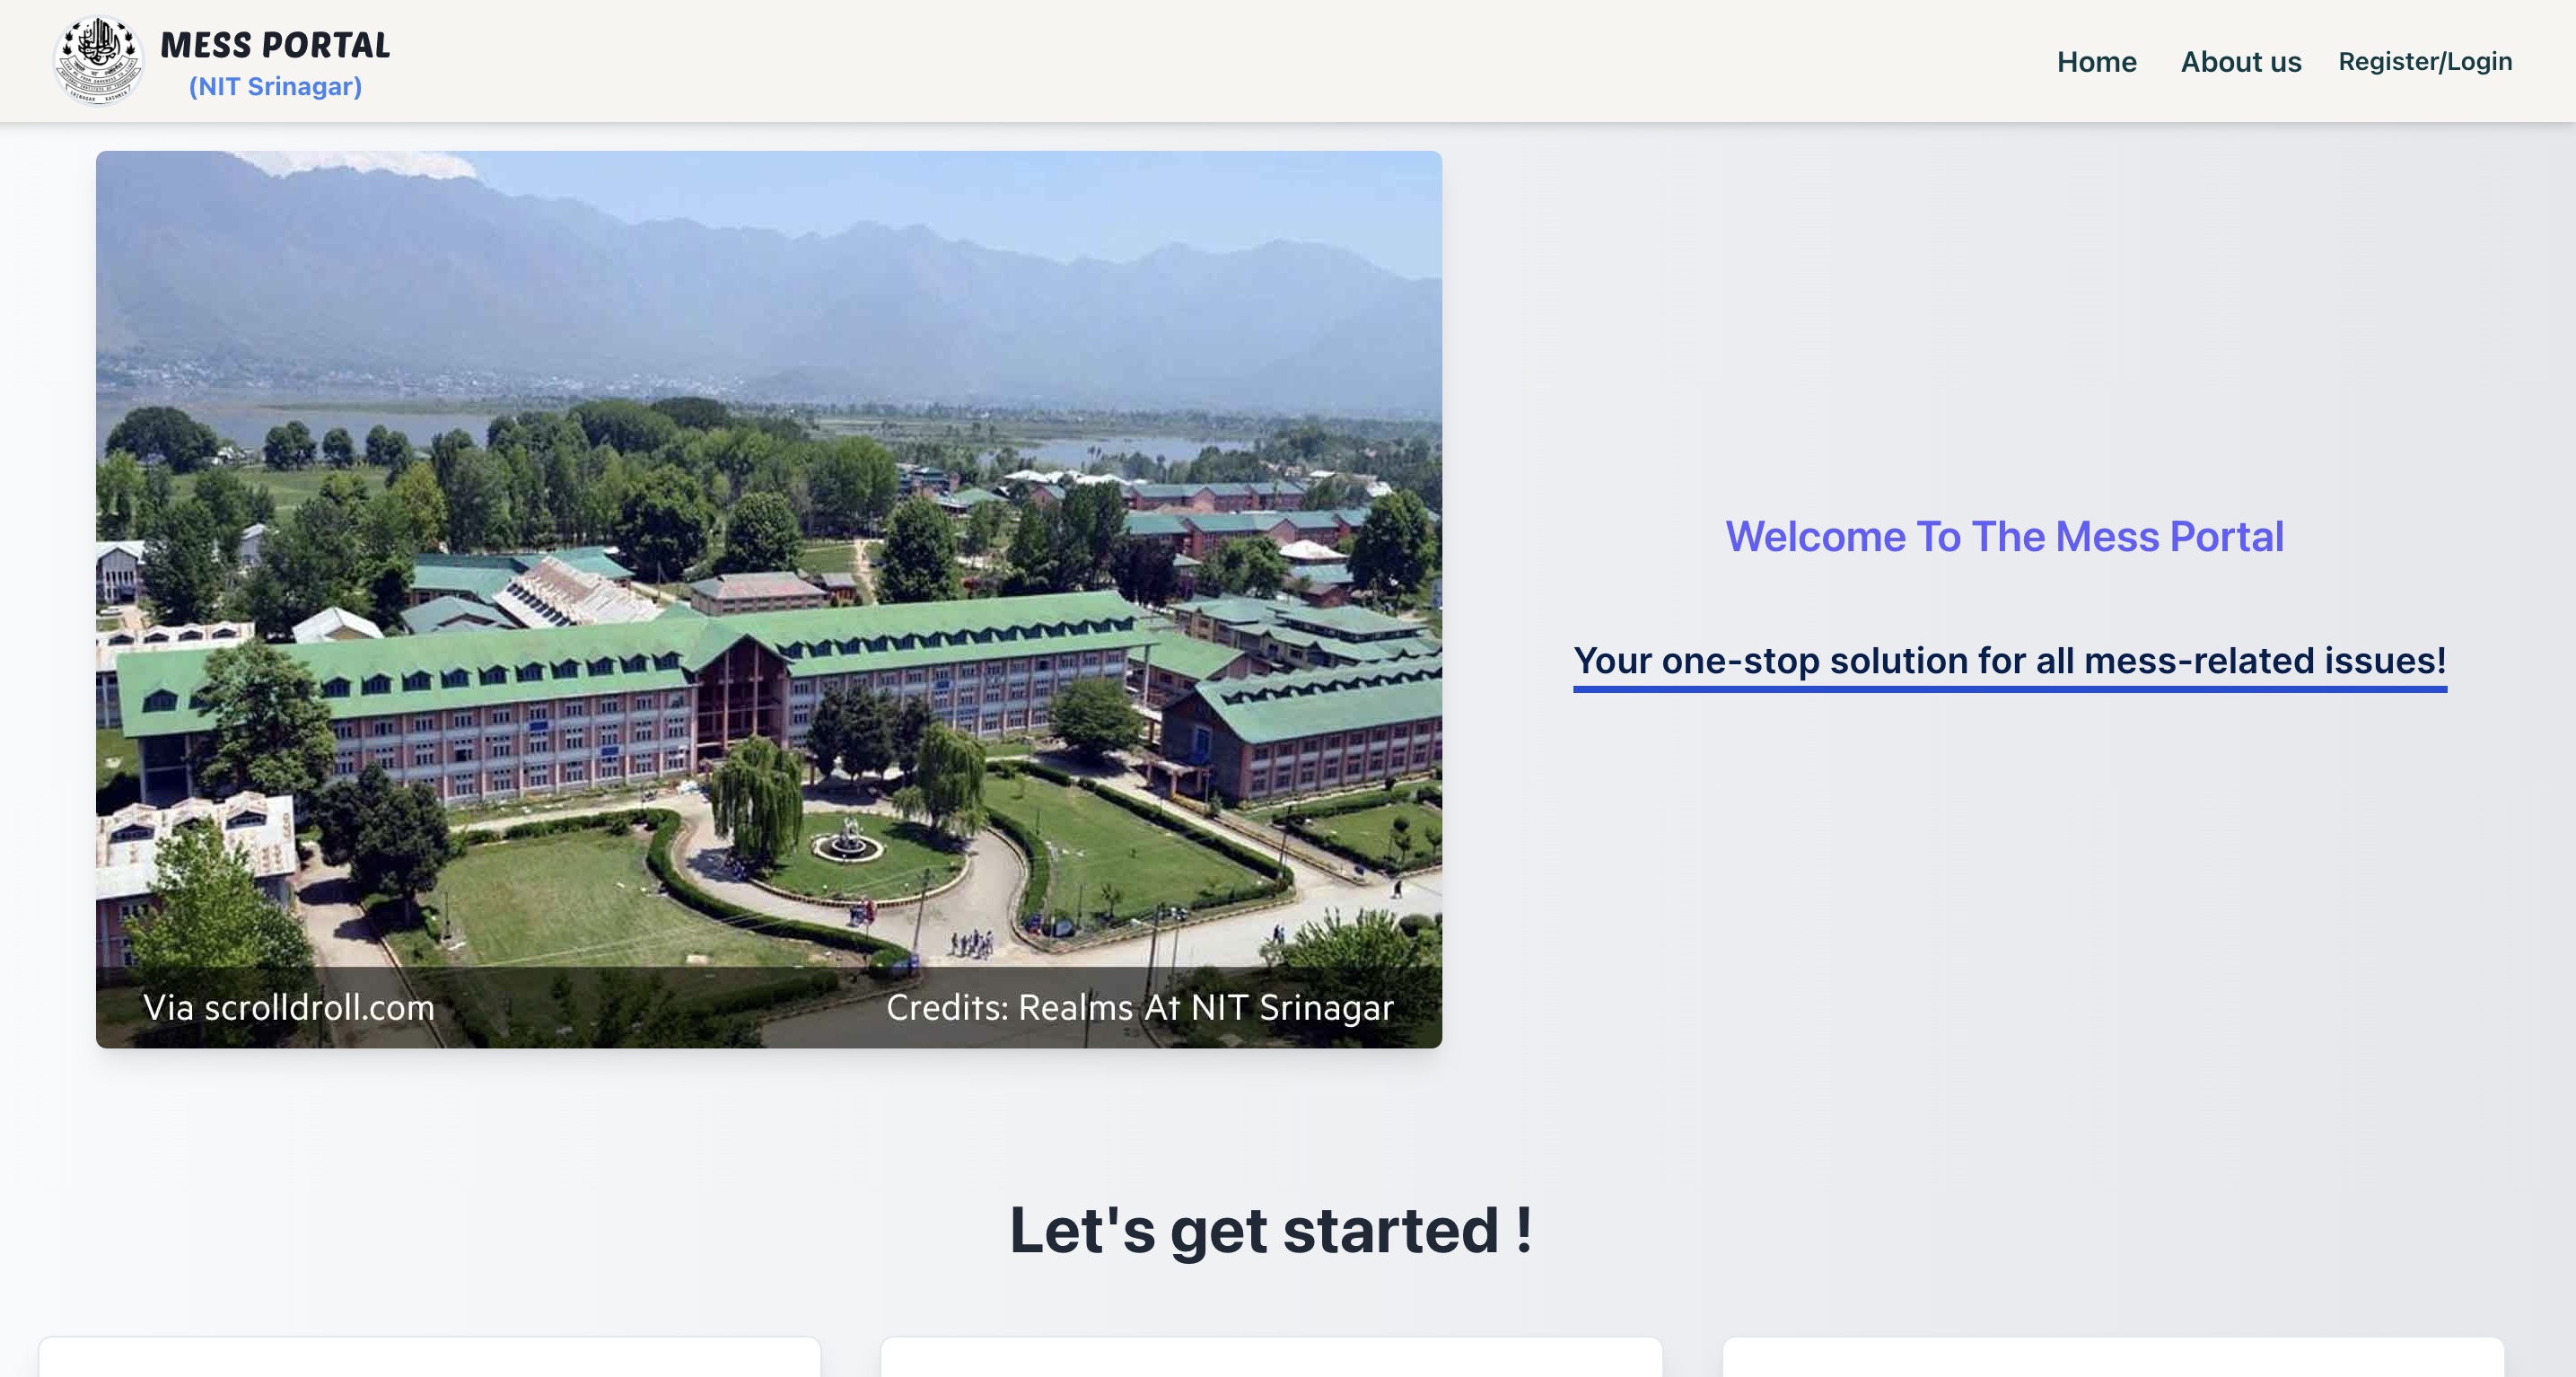 MESS PORTAL
(NIT Srinagar)
Home
About us
Register/Login
Welcome To The Mess Portal
Your one-stop solution for all mess-related issues!
Via scrolldroll.com
Credits: Realms At NIT Srinagar
Let's get started !